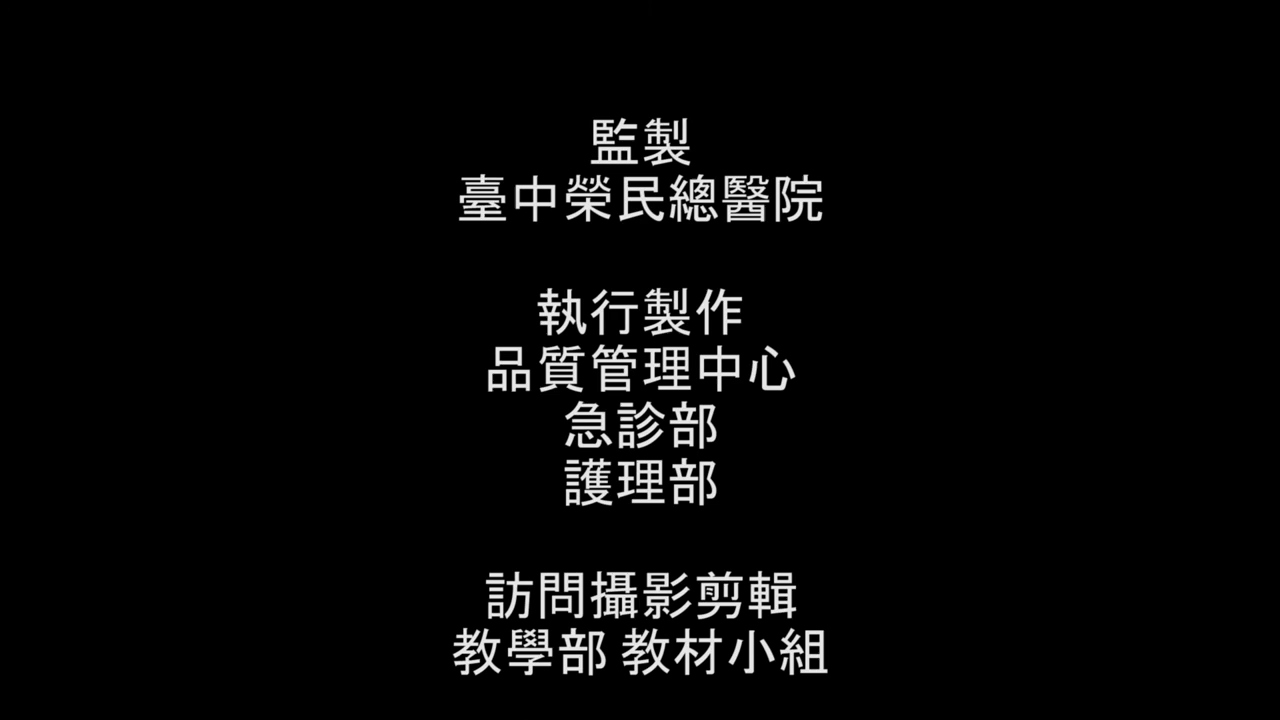 監製
臺中榮民總醫院
執行製作
品質管理中心
急診部
護理部
訪問攝影剪輯
教學部 教材小組